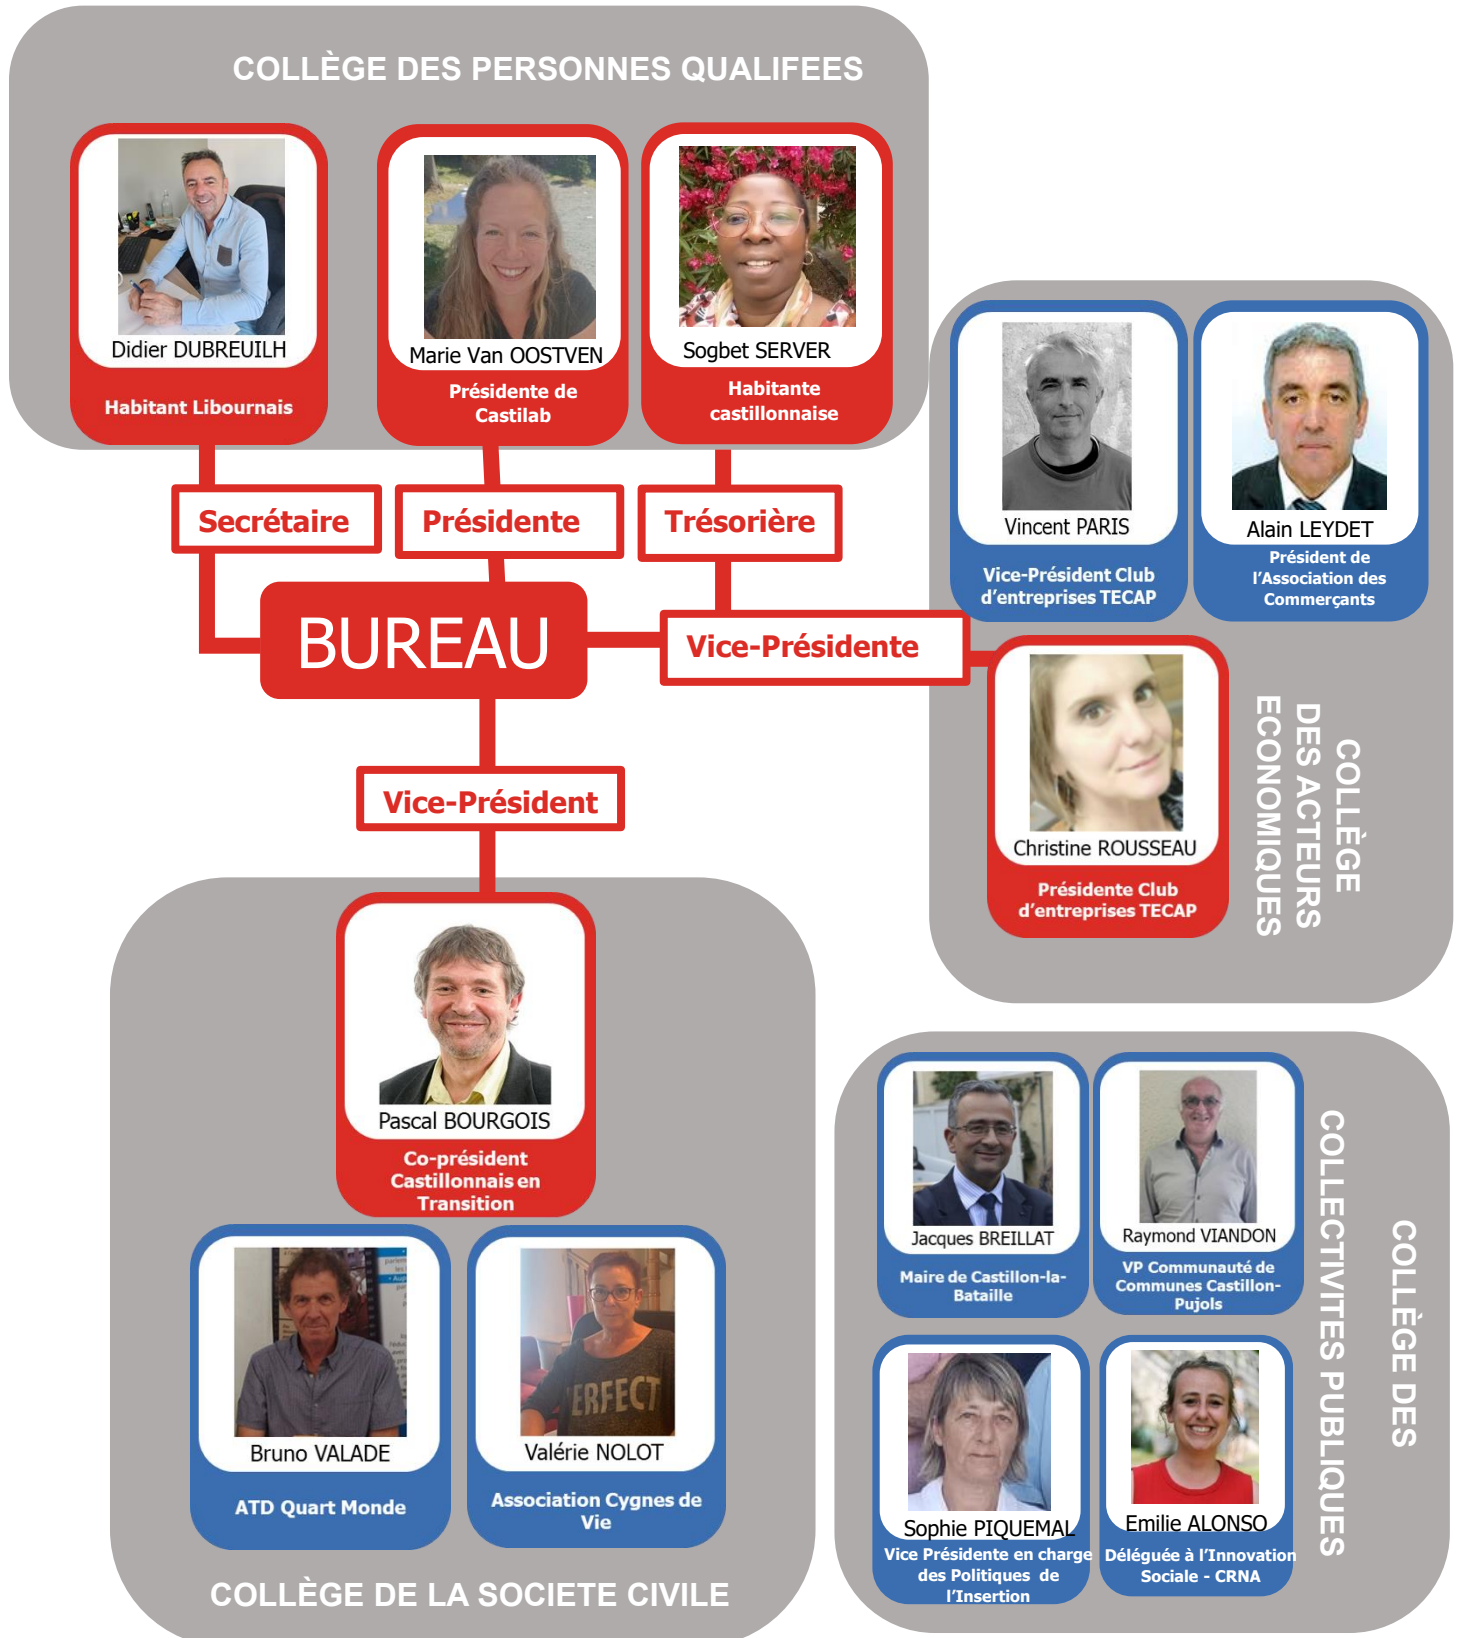 COLLÈGE DES PERSONNES QUALIFEES
Didier DUBREUILH
Habitant Libournais
Marie Van OOSTVEN
Présidente de
Castilab
Sogbet SERVER
Habitante
castillonnaise
Secrétaire
Présidente
Trésorière
BUREAU
Vice-Présidente
Vice-Président
Vincent PARIS
Vice-Président Club
d'entreprises TECAP
Alain LEYDET
Président de
l'Association des
Commerçants
Christine ROUSSEAU
Présidente Club
d'entreprises TECAP
COLLÈGE
DES ACTEURS
ECONOMIQUES
Pascal BOURGOIS
Co-président
Castillonnais en
Transition
Bruno VALADE
ATD Quart Monde
PERFECT
Valérie NOLOT
Association Cygnes de
Vie
COLLÈGE DE LA SOCIETE CIVILE
Jacques BREILLAT
Maire de Castillon-la-
Bataille
Raymond VIANDON
VP Communauté de
Communes Castillon-
Pujols
Sophie PIQUEMAL
Vice Présidente en charge
des Politiques de
l'Insertion
Emilie ALONSO
Déléguée à l'Innovation
Sociale - CRNA
COLLÈGE DES
COLLECTIVITES PUBLIQUES